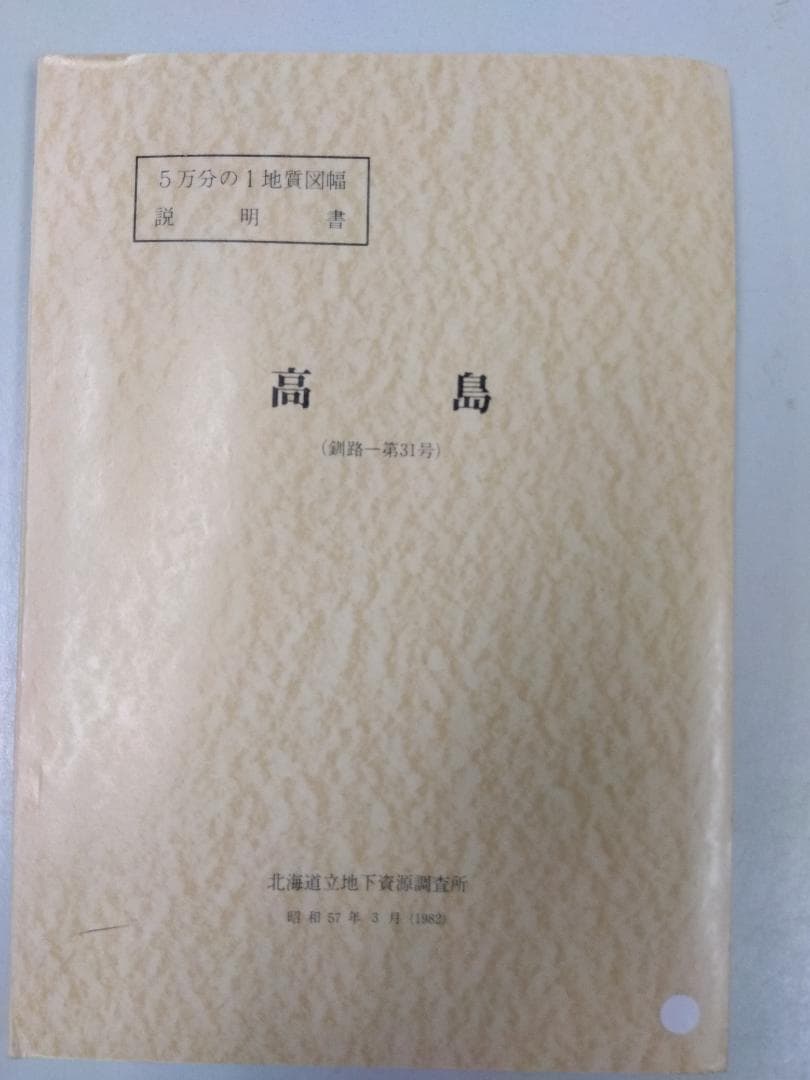 5万分の1地質図幅
説明書
高島
(釧路―第31号)
北海道立地下資源調査所
昭和57年3月(1982)